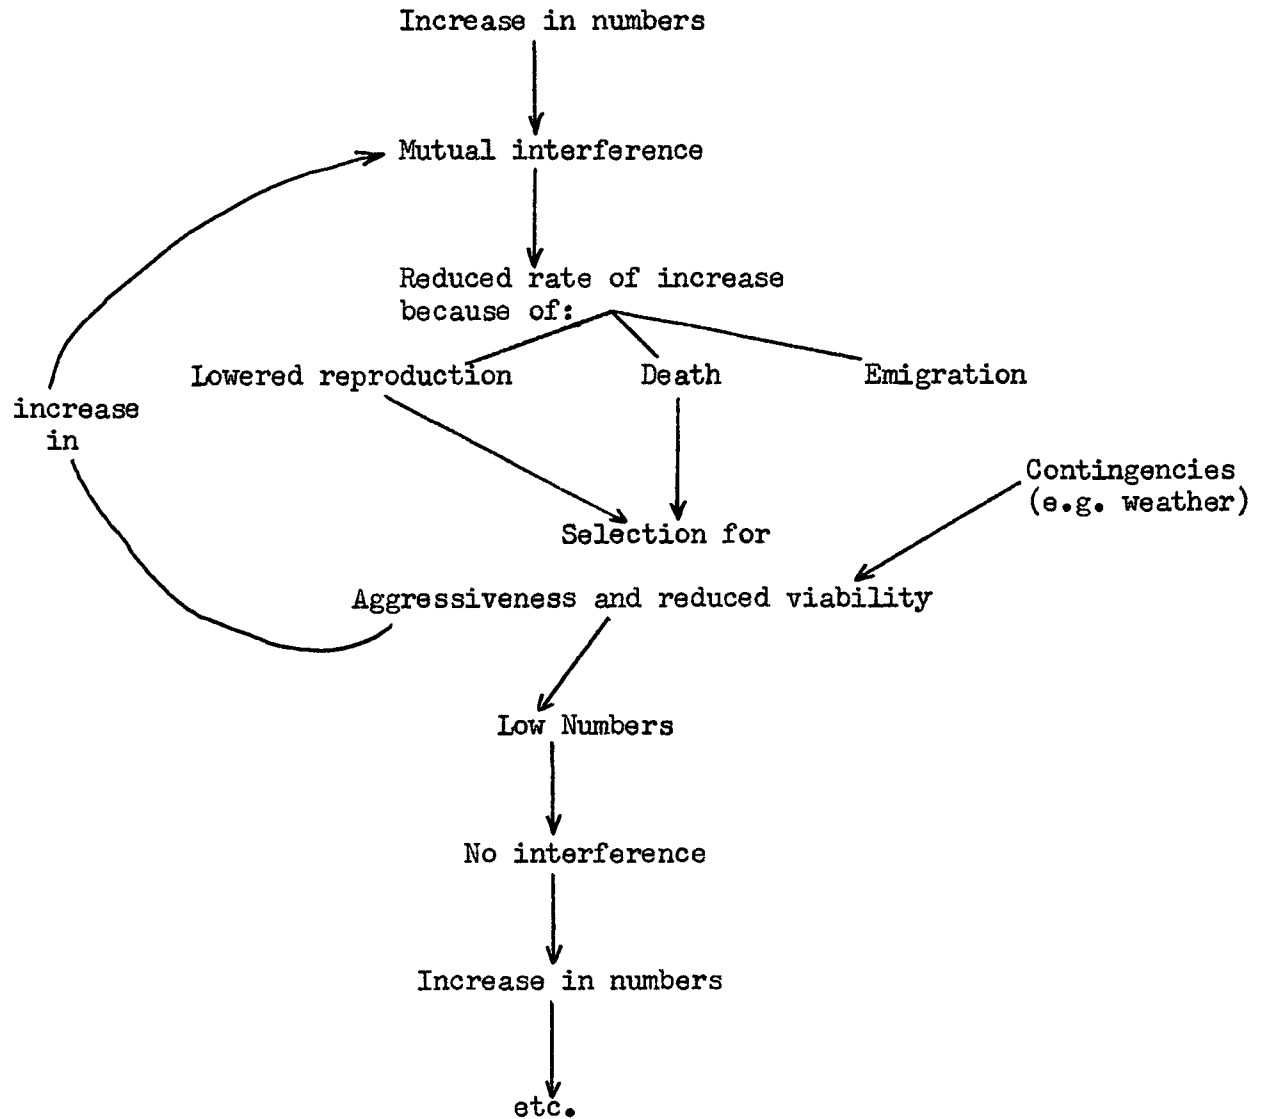 Increase in numbers
Mutual interference
Reduced rate of increase
because of:
Lowered reproduction
Death
Emigration
increase
in
Contingencies
(e.g. weather)
Selection for
Aggressiveness and reduced viability
Low Numbers
No interference
Increase in numbers
etc.